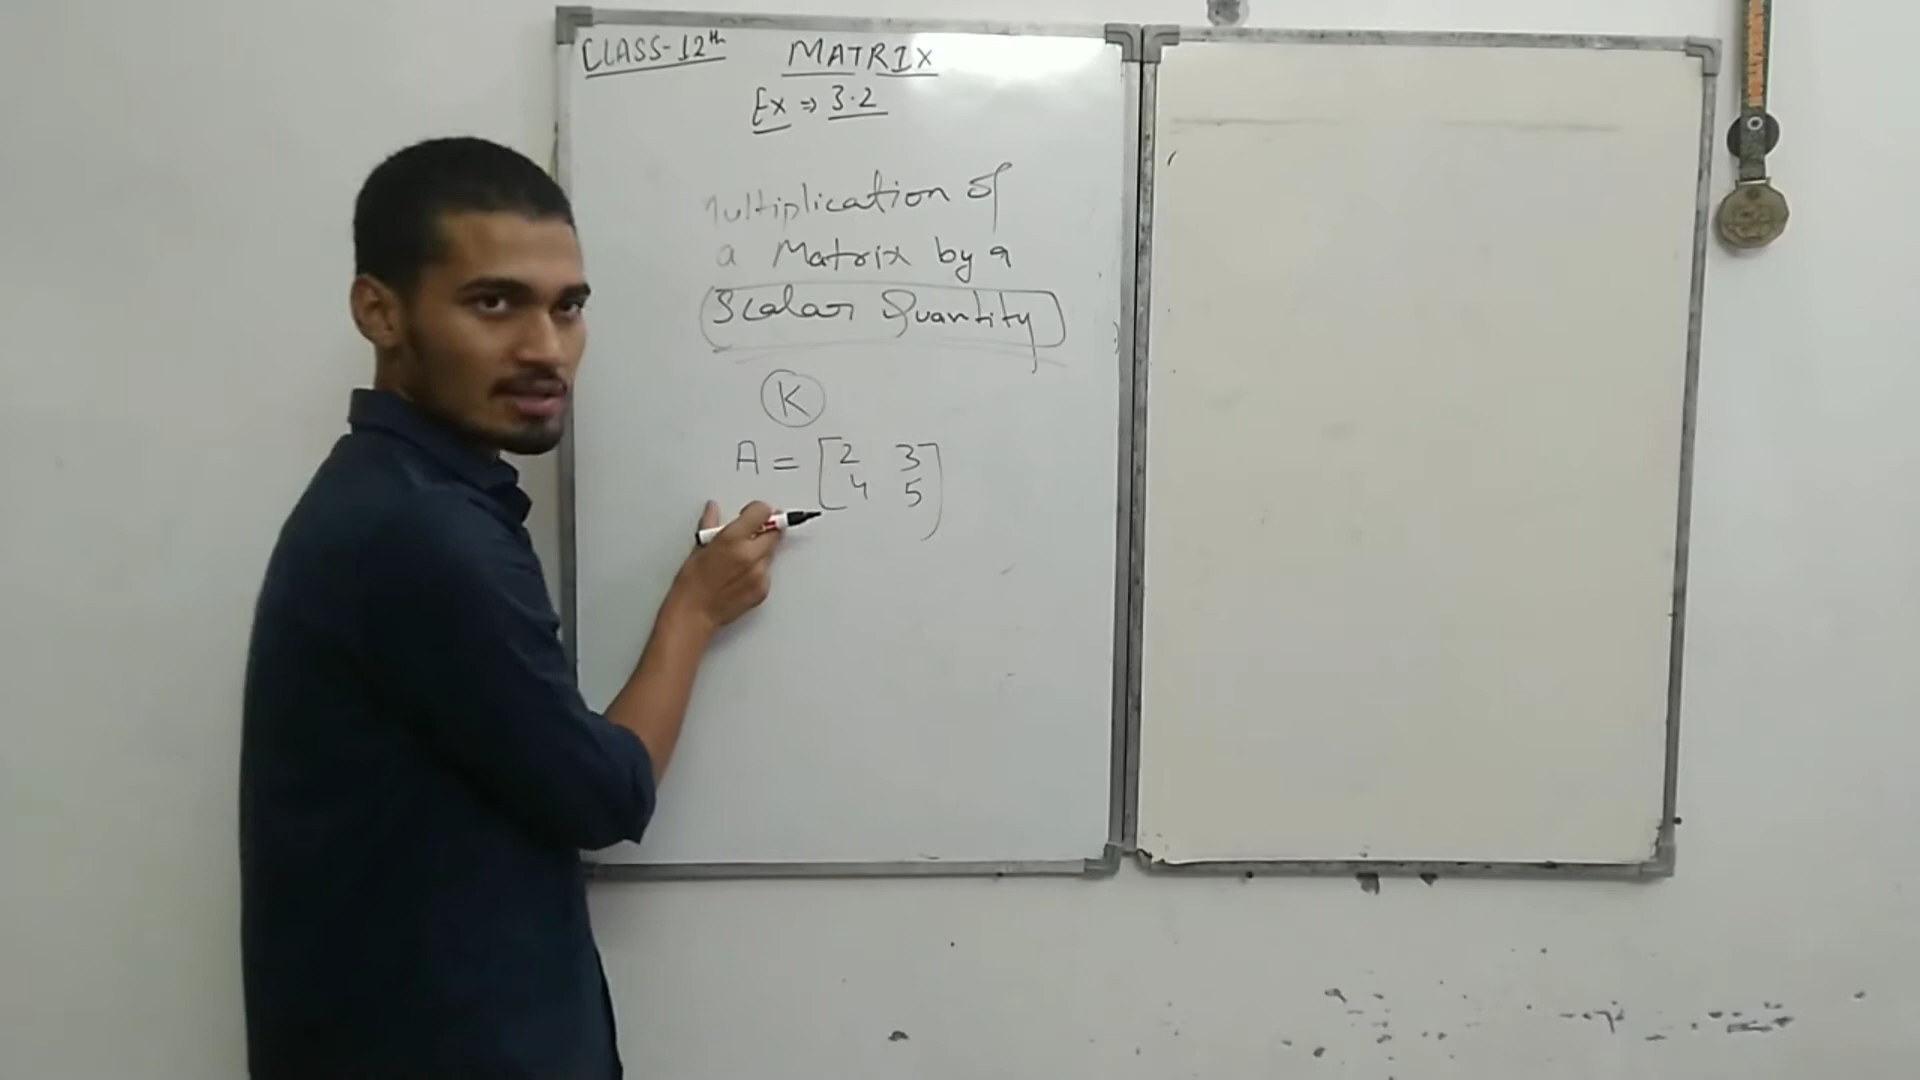 CLASS-12th MATRIX
Ex ⇒ 3.2
Multiplication of
a Matrix by a
Scalar Quantity
K
A = [2 3
4 5]